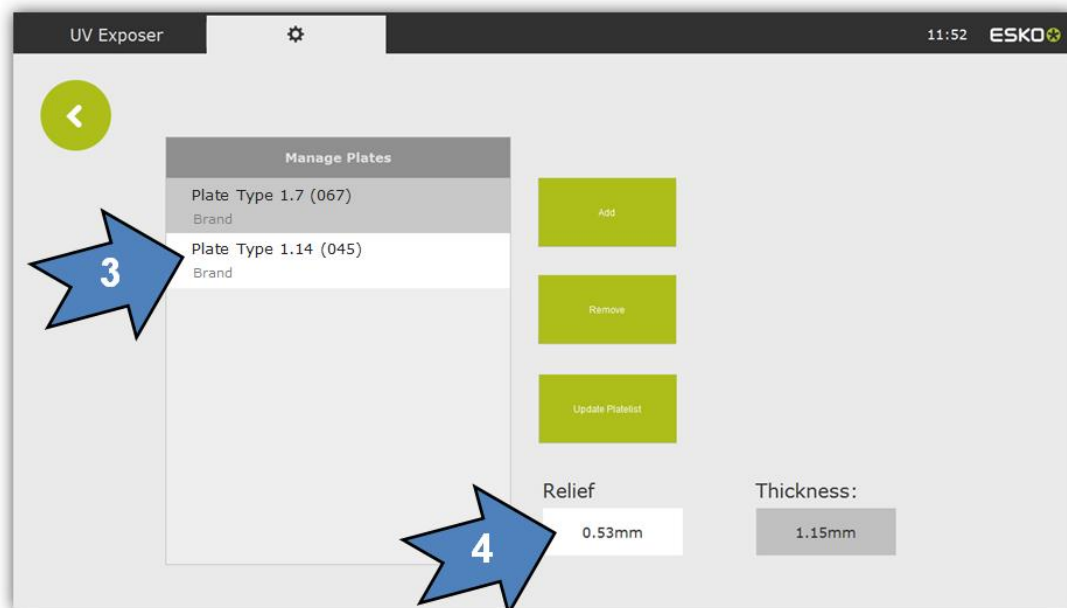 UV Exposer
11:52 ESKO
Manage Plates
Plate Type 1.7 (067)
Brand
Plate Type 1.14 (045)
Brand
3
Add
Remove
Update Platelist
Relief
Thickness:
0.53mm
1.15mm
4